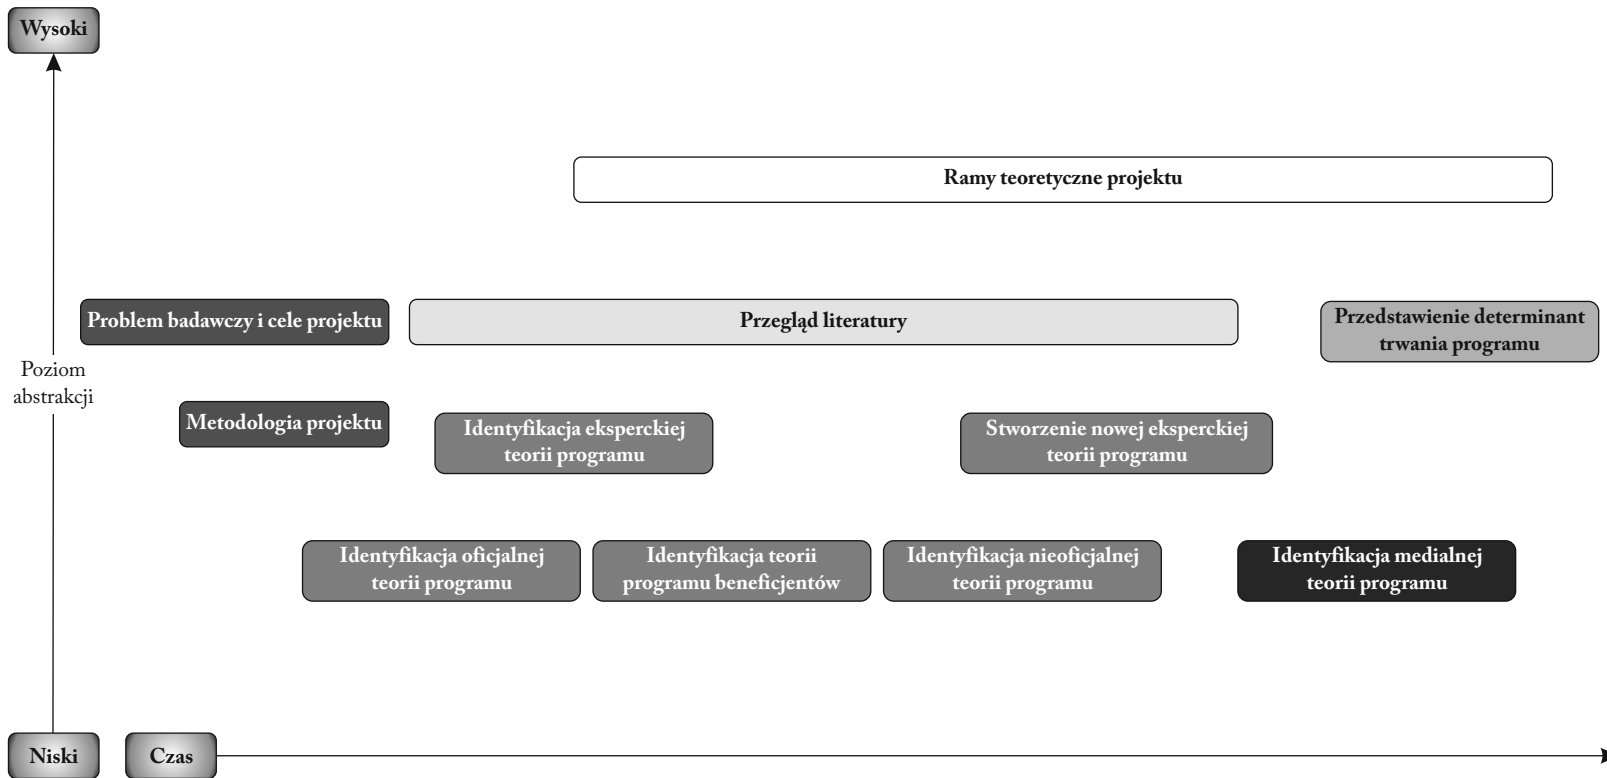 Wysoki
Ramy teoretyczne projektu
Problem badawczy i cele projektu
Przegląd literatury
Przedstawienie determinant
trwania programu
Poziom
abstrakcji
Metodologia projektu
Identyfikacja eksperckiej
teorii programu
Stworzenie nowej eksperckiej
teorii programu
Identyfikacja oficjalnej
teorii programu
Identyfikacja teorii
programu beneficjentów
Identyfikacja nieoficjalnej
teorii programu
Identyfikacja medialnej
teorii programu
Niski
Czas